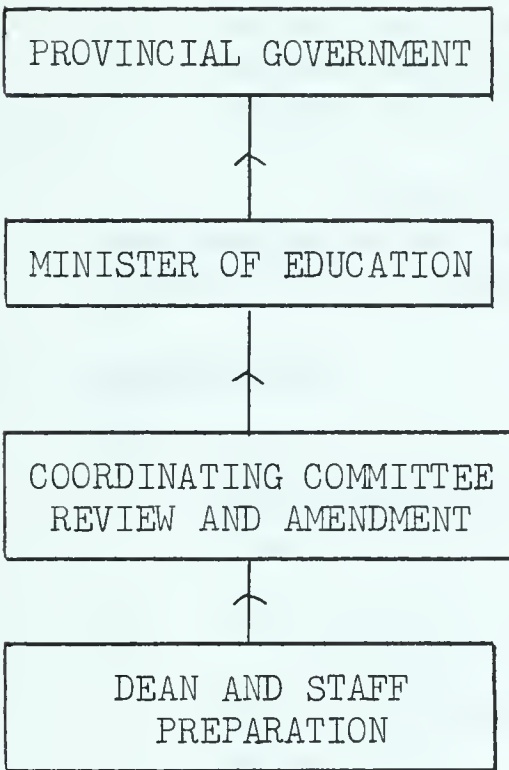 PROVINCIAL GOVERNMENT
MINISTER OF EDUCATION
COORDINATING COMMITTEE
REVIEW AND AMENDMENT
DEAN AND STAFF
PREPARATION